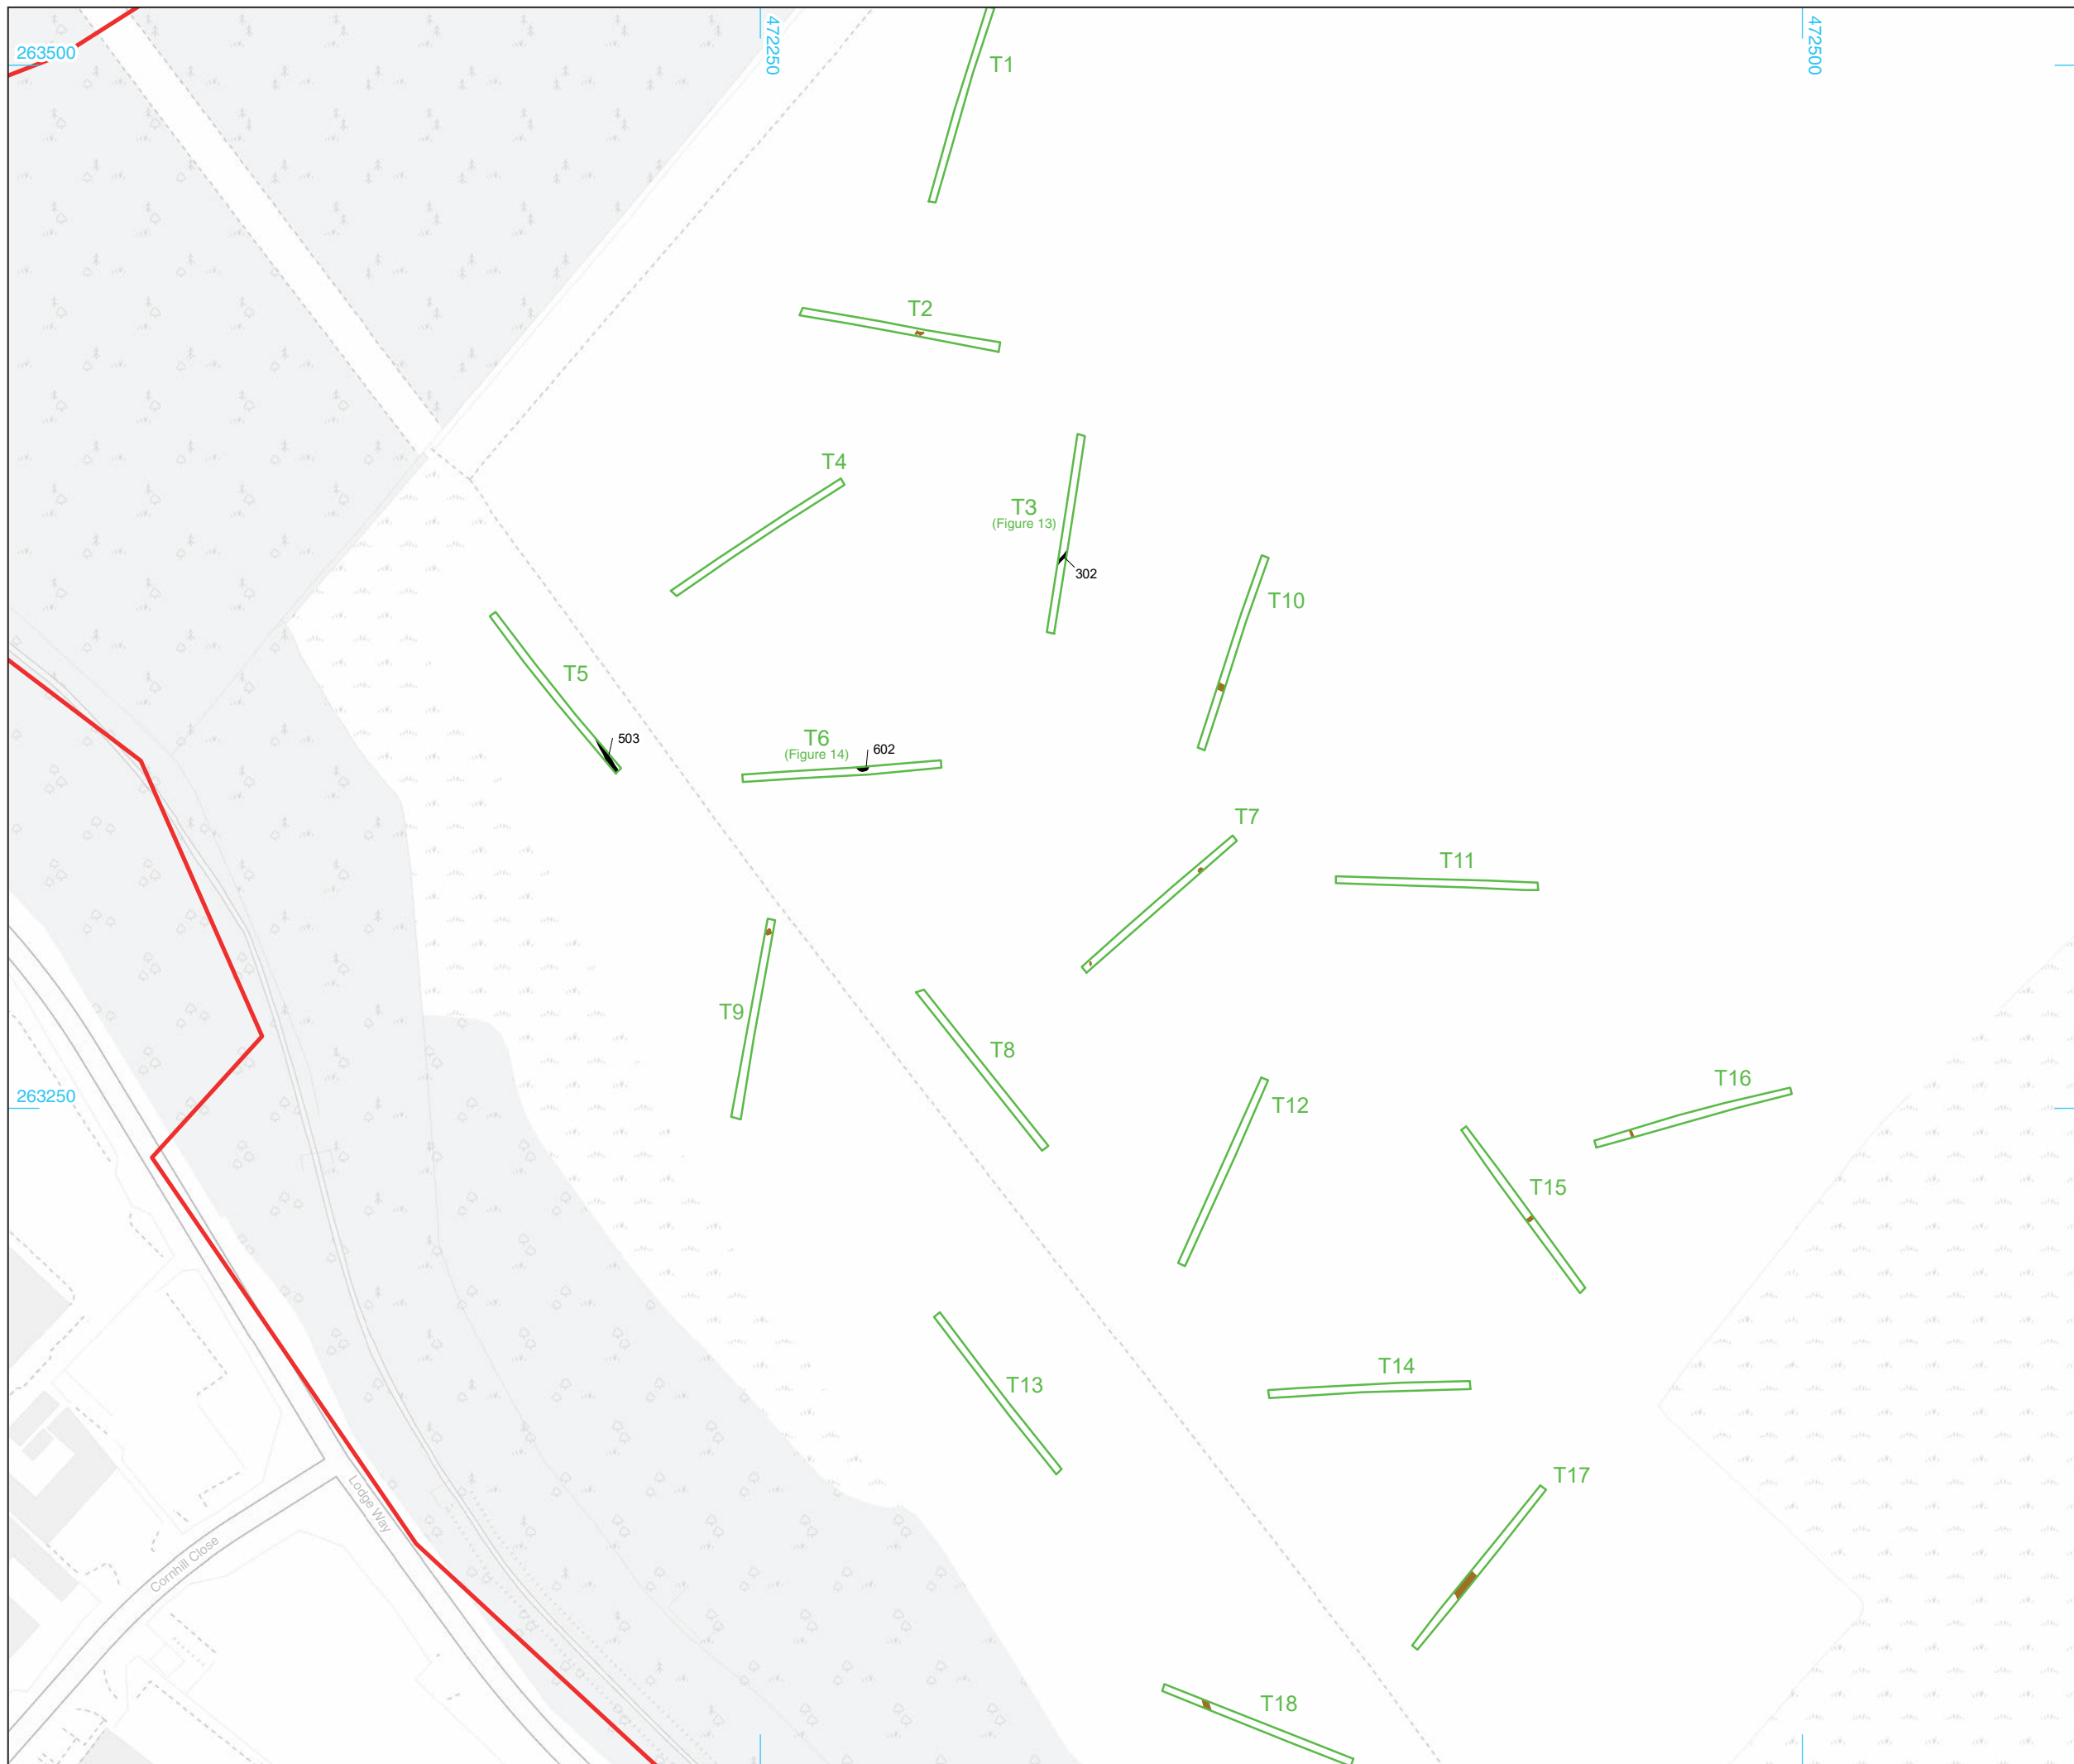 263500
472250
472500
T1
T2
T4
T3
(Figure 13)
302
T10
T5
503
T6
(Figure 14)
602
T7
T11
T9
T8
263250
T12
T16
T15
T13
T14
T17
Lodge Way
Cornhill Close
T18